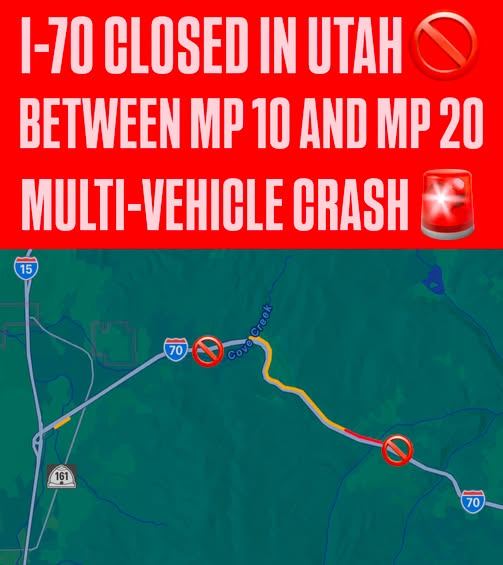 I-70 CLOSED IN UTAH
BETWEEN MP 10 AND MP 20
MULTI-VEHICLE CRASH
15
70
Cove Creek
161
70